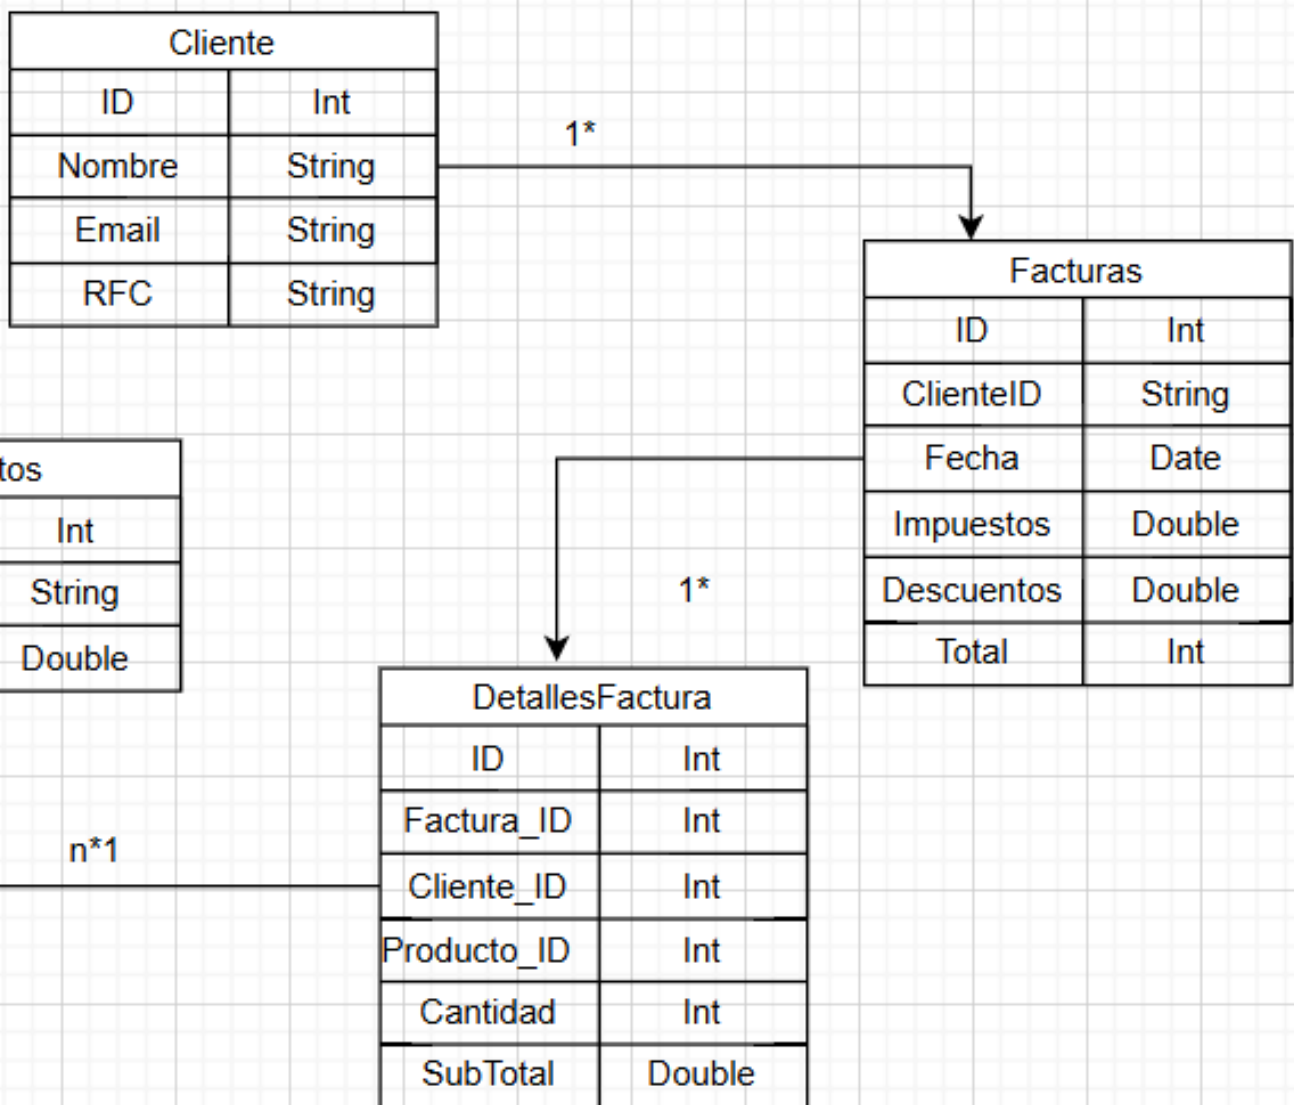 Cliente
ID Int
Nombre String
Email String
RFC String
1*
Facturas
ID Int
ClienteID String
Fecha Date
Impuestos Double
Descuentos Double
Total Int
tos
Int
String
Double
1*
DetallesFactura
ID Int
Factura_ID Int
Cliente_ID Int
Producto_ID Int
Cantidad Int
SubTotal Double
n*1